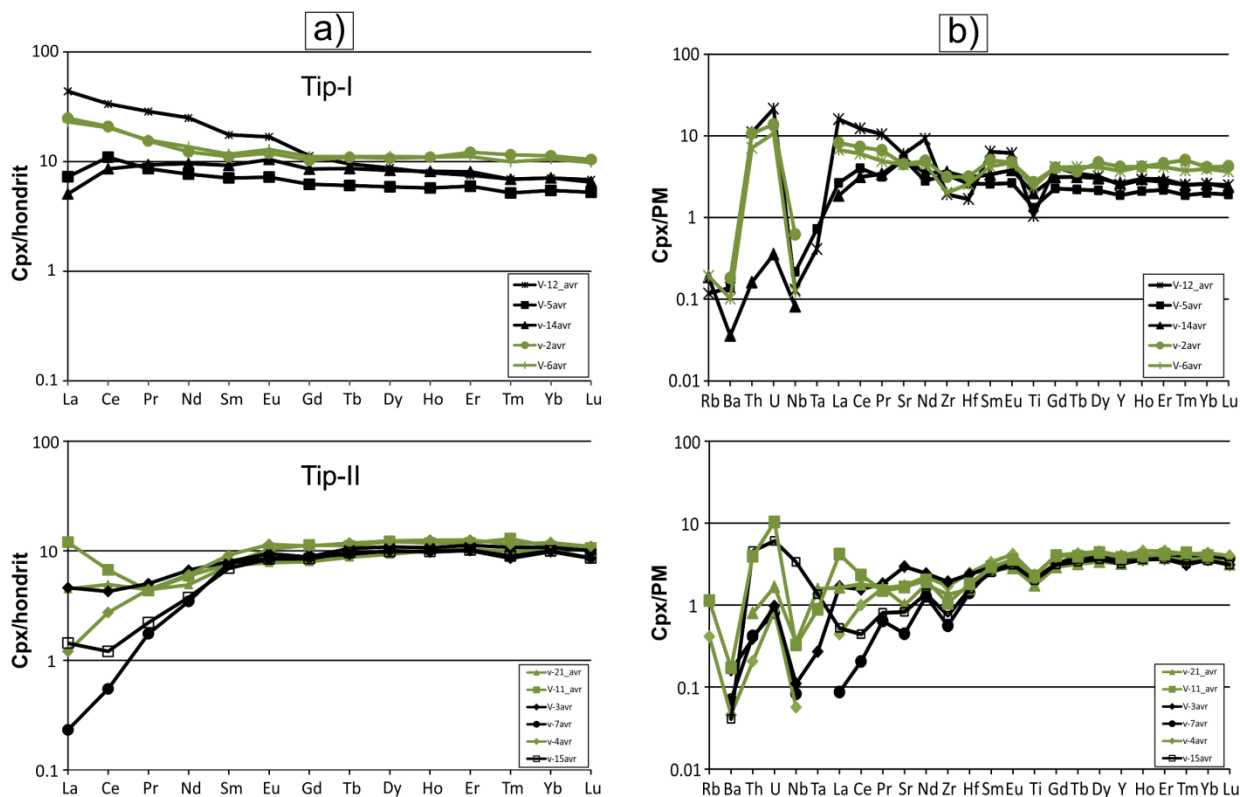 a)
b)
Tip-I
Cpx/hondrit
100
10
1
0.1
La Ce Pr Nd Sm Eu Gd Tb Dy Ho Er Tm Yb Lu
V-12_avr
V-5avr
v-14avr
v-2avr
V-6avr
Cpx/PM
100
10
1
0.1
0.01
Rb Ba Th U Nb Ta La Ce Pr Sr Nd Zr Hf Sm Eu Ti Gd Tb Dy Y Ho Er Tm Yb Lu
V-12_avr
V-5avr
v-14avr
v-2avr
V-6avr
Tip-II
Cpx/hondrit
100
10
1
0.1
La Ce Pr Nd Sm Eu Gd Tb Dy Ho Er Tm Yb Lu
v-21_avr
V-11_avr
V-3avr
v-7avr
v-4avr
v-15avr
Cpx/PM
100
10
1
0.1
0.01
Rb Ba Th U Nb Ta La Ce Pr Sr Nd Zr Hf Sm Eu Ti Gd Tb Dy Y Ho Er Tm Yb Lu
v-21_avr
V-11_avr
V-3avr
v-7avr
v-4avr
v-15avr